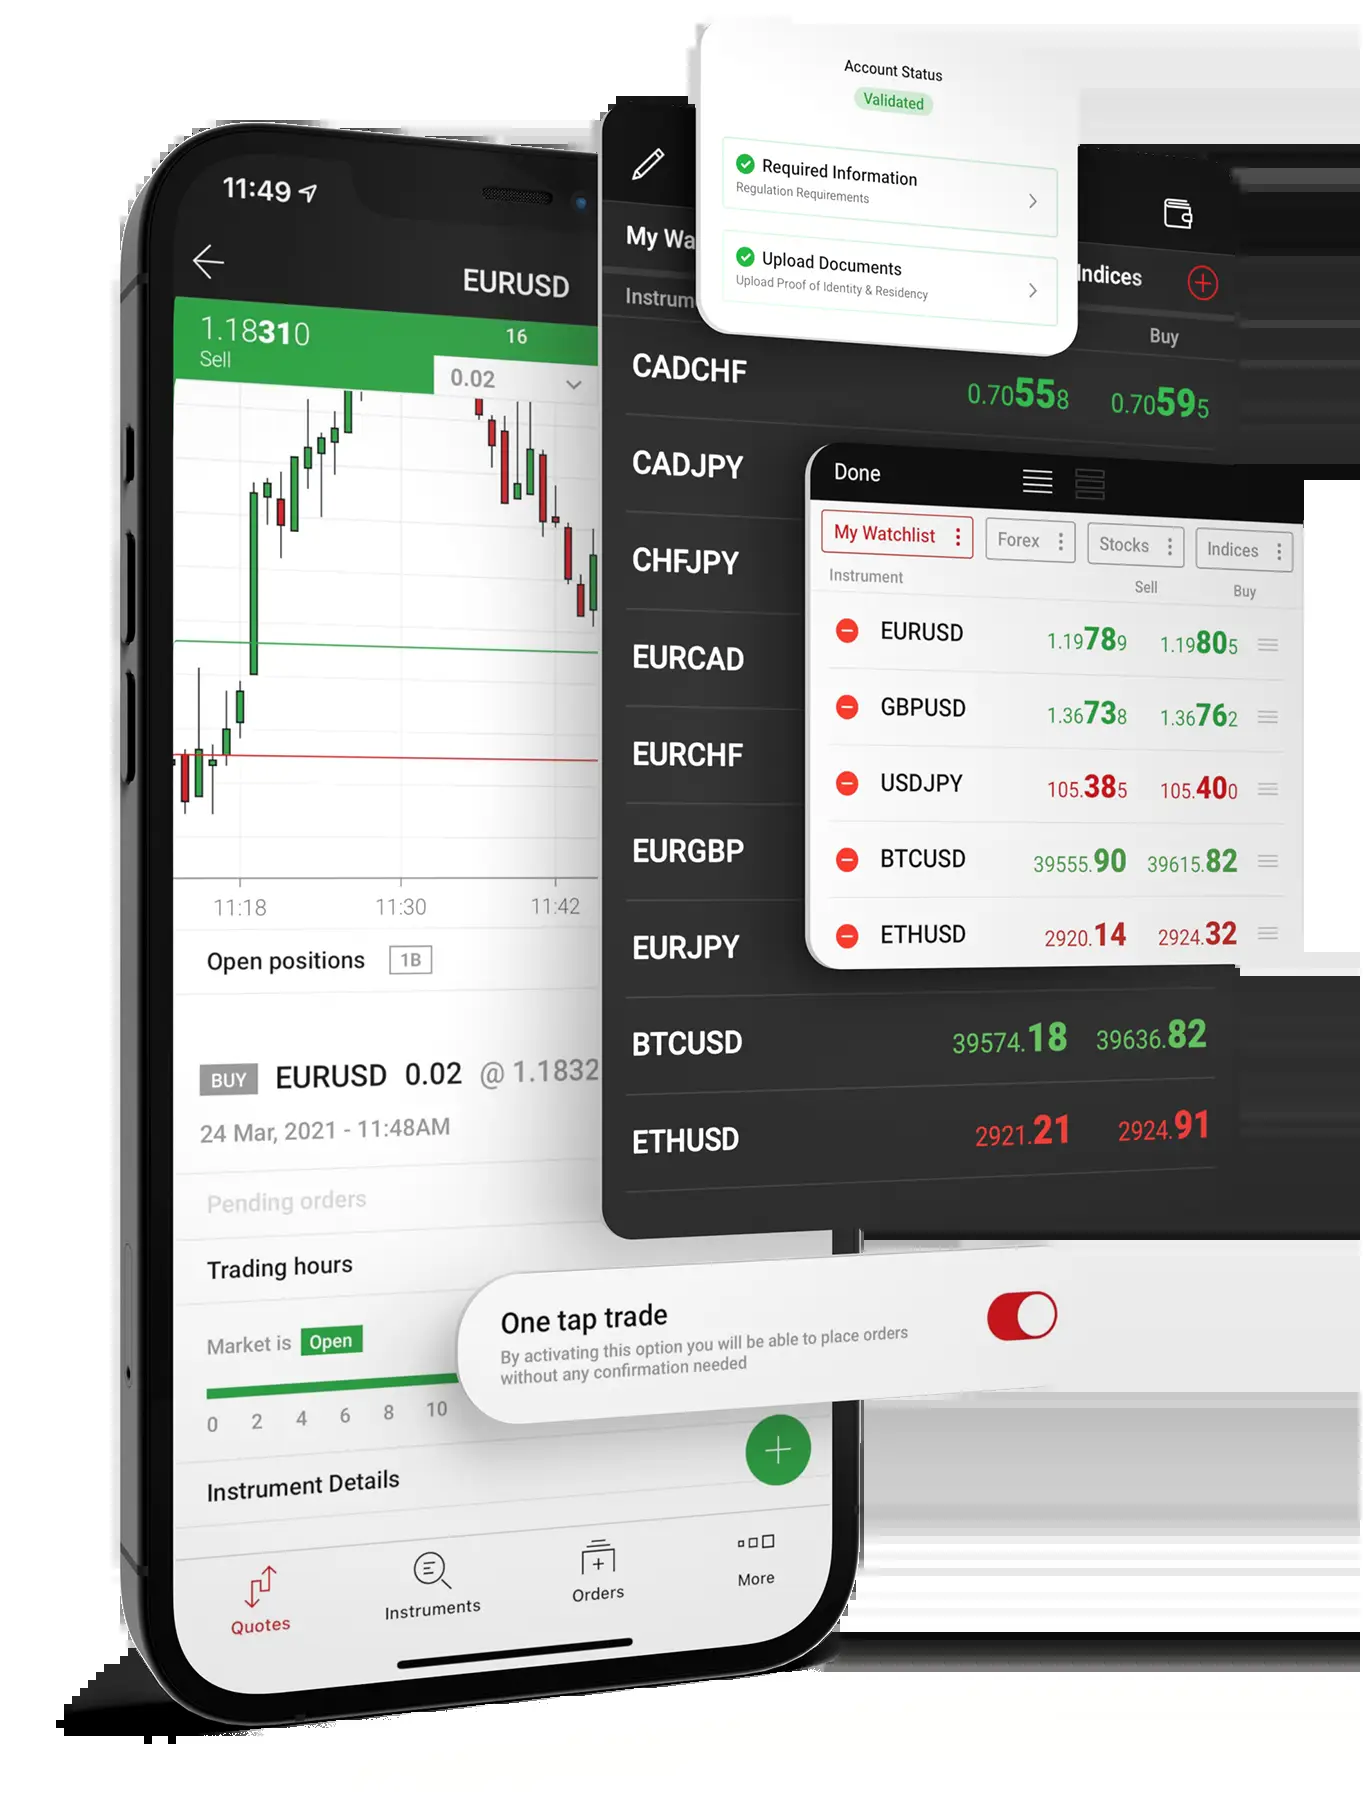 11:49
EURUSD
1.18310
Sell
16
0.02
11:18 11:30 11:42
Open positions 1B
BUY EURUSD 0.02 @ 1.1832
24 Mar, 2021 - 11:48AM
Pending orders
Trading hours
Market is Open
0 2 4 6 8 10
Instrument Details
Quotes Instruments Orders More
Account Status
Validated
Required Information
Regulation Requirements
Upload Documents
Upload Proof of Identity & Residency
My Wa Indices
Instrum Buy
CADCHF 0.70558 0.70595
CADJPY
CHFJPY
EURCAD
EURCHF
EURGBP
EURJPY
BTCUSD 39574.18 39636.82
ETHUSD 2921.21 2924.91
Done
My Watchlist Forex Stocks Indices
Instrument Sell Buy
EURUSD 1.19789 1.19805
GBPUSD 1.36738 1.36762
USDJPY 105.385 105.400
BTCUSD 39555.90 39615.82
ETHUSD 2920.14 2924.32
One tap trade
By activating this option you will be able to place orders
without any confirmation needed